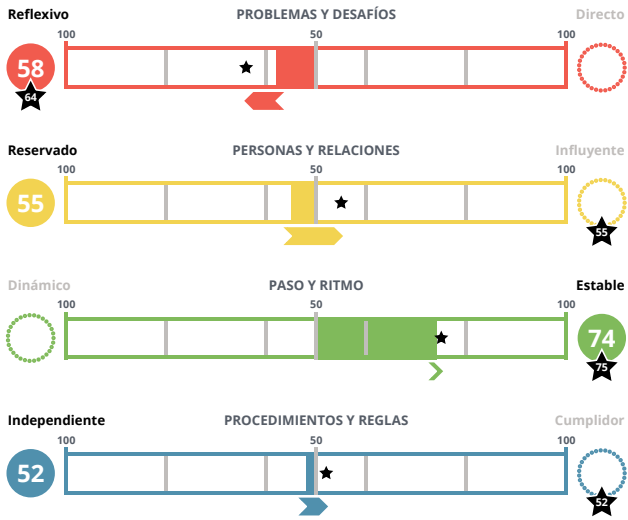 Reflexivo PROBLEMAS Y DESAFÍOS Directo
100 50 100
58
64
Reservado PERSONAS Y RELACIONES Influyente
100 50 100
55
55
Dinámico PASO Y RITMO Estable
100 50 100
74
75
Independiente PROCEDIMIENTOS Y REGLAS Cumplidor
100 50 100
52
52